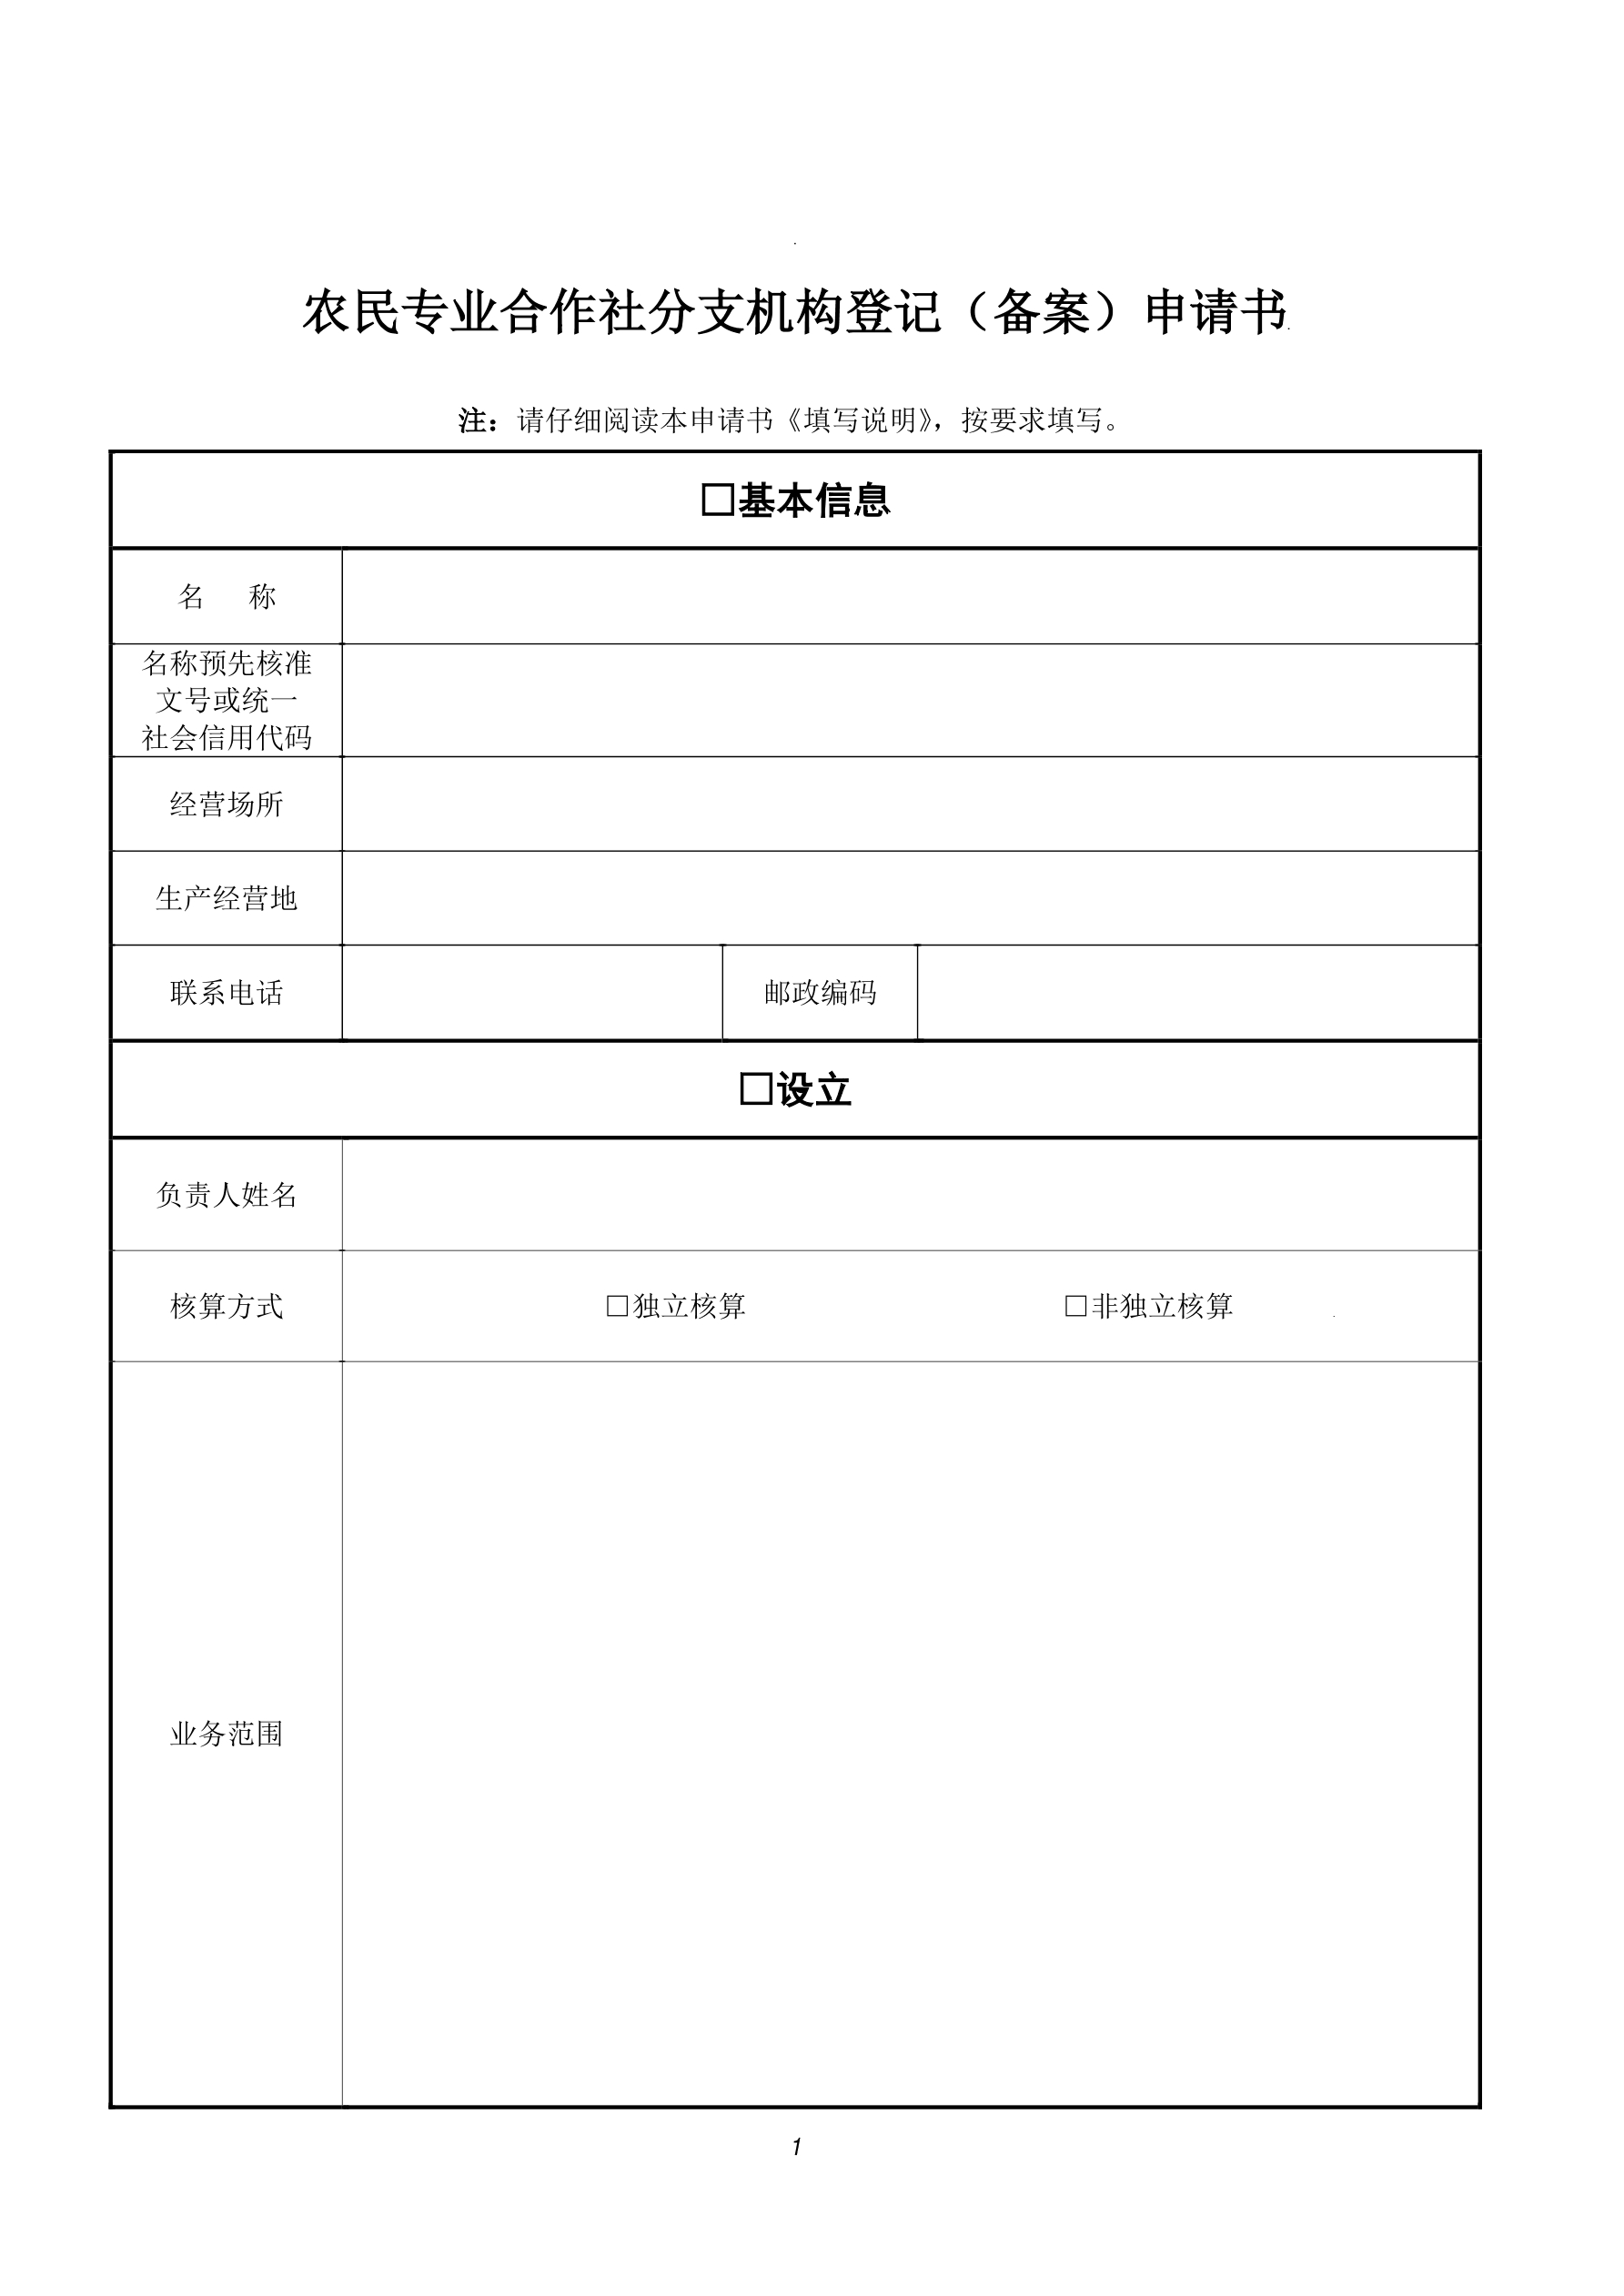 农民专业合作社分支机构登记（备案）申请书
注：请仔细阅读本申请书《填写说明》，按要求填写。
□基本信息
名 称
名称预先核准
文号或统一
社会信用代码
经营场所
生产经营地
联系电话 邮政编码
□设立
负责人姓名
核算方式 □独立核算 □非独立核算
业务范围
1